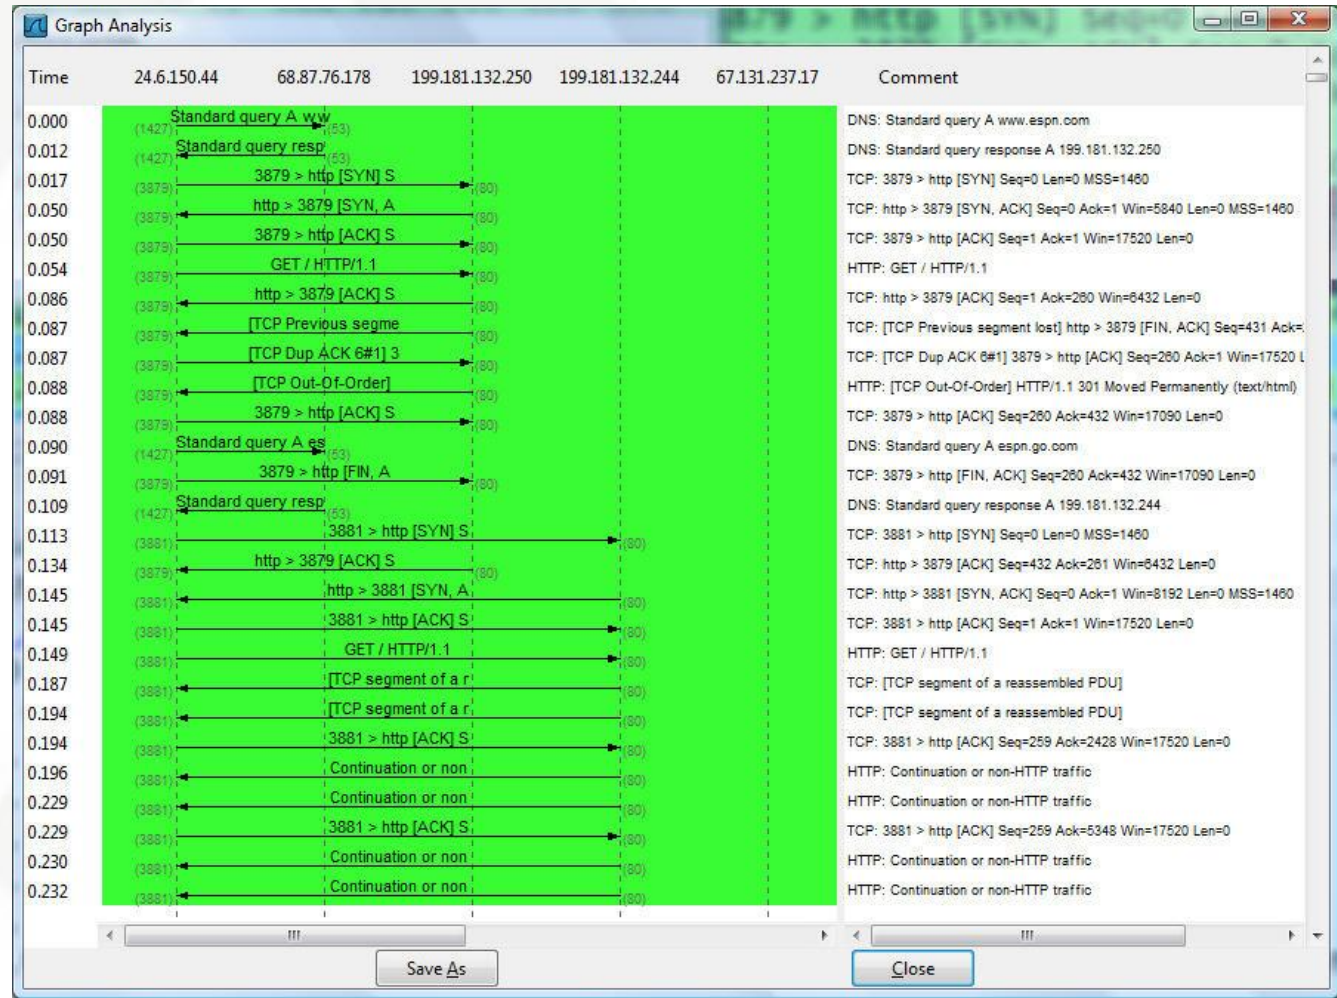 Graph Analysis
3879 > http [SYN] Seq=0
Time 24.6.150.44 68.87.76.178 199.181.132.250 199.181.132.244 67.131.237.17 Comment
0.000 (1427) Standard query A ww (53) DNS: Standard query A www.espn.com
0.012 (1427) Standard query resp (53) DNS: Standard query response A 199.181.132.250
0.017 (3879) 3879 > http [SYN] S (80) TCP: 3879 > http [SYN] Seq=0 Len=0 MSS=1460
0.050 (3879) http > 3879 [SYN, A (80) TCP: http > 3879 [SYN, ACK] Seq=0 Ack=1 Win=5840 Len=0 MSS=1460
0.050 (3879) 3879 > http [ACK] S (80) TCP: 3879 > http [ACK] Seq=1 Ack=1 Win=17520 Len=0
0.054 (3879) GET / HTTP/1.1 (80) HTTP: GET / HTTP/1.1
0.086 (3879) http > 3879 [ACK] S (80) TCP: http > 3879 [ACK] Seq=1 Ack=260 Win=6432 Len=0
0.087 (3879) [TCP Previous segme (80) TCP: [TCP Previous segment lost] http > 3879 [FIN, ACK] Seq=431 Ack=
0.087 (3879) [TCP Dup ACK 6#1] 3 (80) TCP: [TCP Dup ACK 6#1] 3879 > http [ACK] Seq=260 Ack=1 Win=17520 L
0.088 (3879) [TCP Out-Of-Order] (80) HTTP: [TCP Out-Of-Order] HTTP/1.1 301 Moved Permanently (text/html)
0.088 (3879) 3879 > http [ACK] S (80) TCP: 3879 > http [ACK] Seq=260 Ack=432 Win=17090 Len=0
0.090 (1427) Standard query A es (53) DNS: Standard query A espn.go.com
0.091 (3879) 3879 > http [FIN, A (80) TCP: 3879 > http [FIN, ACK] Seq=260 Ack=432 Win=17090 Len=0
0.109 (1427) Standard query resp (53) DNS: Standard query response A 199.181.132.244
0.113 (3881) 3881 > http [SYN] S (80) TCP: 3881 > http [SYN] Seq=0 Len=0 MSS=1460
0.134 (3879) http > 3879 [ACK] S (80) TCP: http > 3879 [ACK] Seq=432 Ack=261 Win=6432 Len=0
0.145 (3881) http > 3881 [SYN, A (80) TCP: http > 3881 [SYN, ACK] Seq=0 Ack=1 Win=8192 Len=0 MSS=1460
0.145 (3881) 3881 > http [ACK] S (80) TCP: 3881 > http [ACK] Seq=1 Ack=1 Win=17520 Len=0
0.149 (3881) GET / HTTP/1.1 (80) HTTP: GET / HTTP/1.1
0.187 (3881) [TCP segment of a r (80) TCP: [TCP segment of a reassembled PDU]
0.194 (3881) [TCP segment of a r (80) TCP: [TCP segment of a reassembled PDU]
0.194 (3881) 3881 > http [ACK] S (80) TCP: 3881 > http [ACK] Seq=259 Ack=2428 Win=17520 Len=0
0.196 (3881) Continuation or non (80) HTTP: Continuation or non-HTTP traffic
0.229 (3881) Continuation or non (80) HTTP: Continuation or non-HTTP traffic
0.229 (3881) 3881 > http [ACK] S (80) TCP: 3881 > http [ACK] Seq=259 Ack=5348 Win=17520 Len=0
0.230 (3881) Continuation or non (80) HTTP: Continuation or non-HTTP traffic
0.232 (3881) Continuation or non (80) HTTP: Continuation or non-HTTP traffic
Save As Close